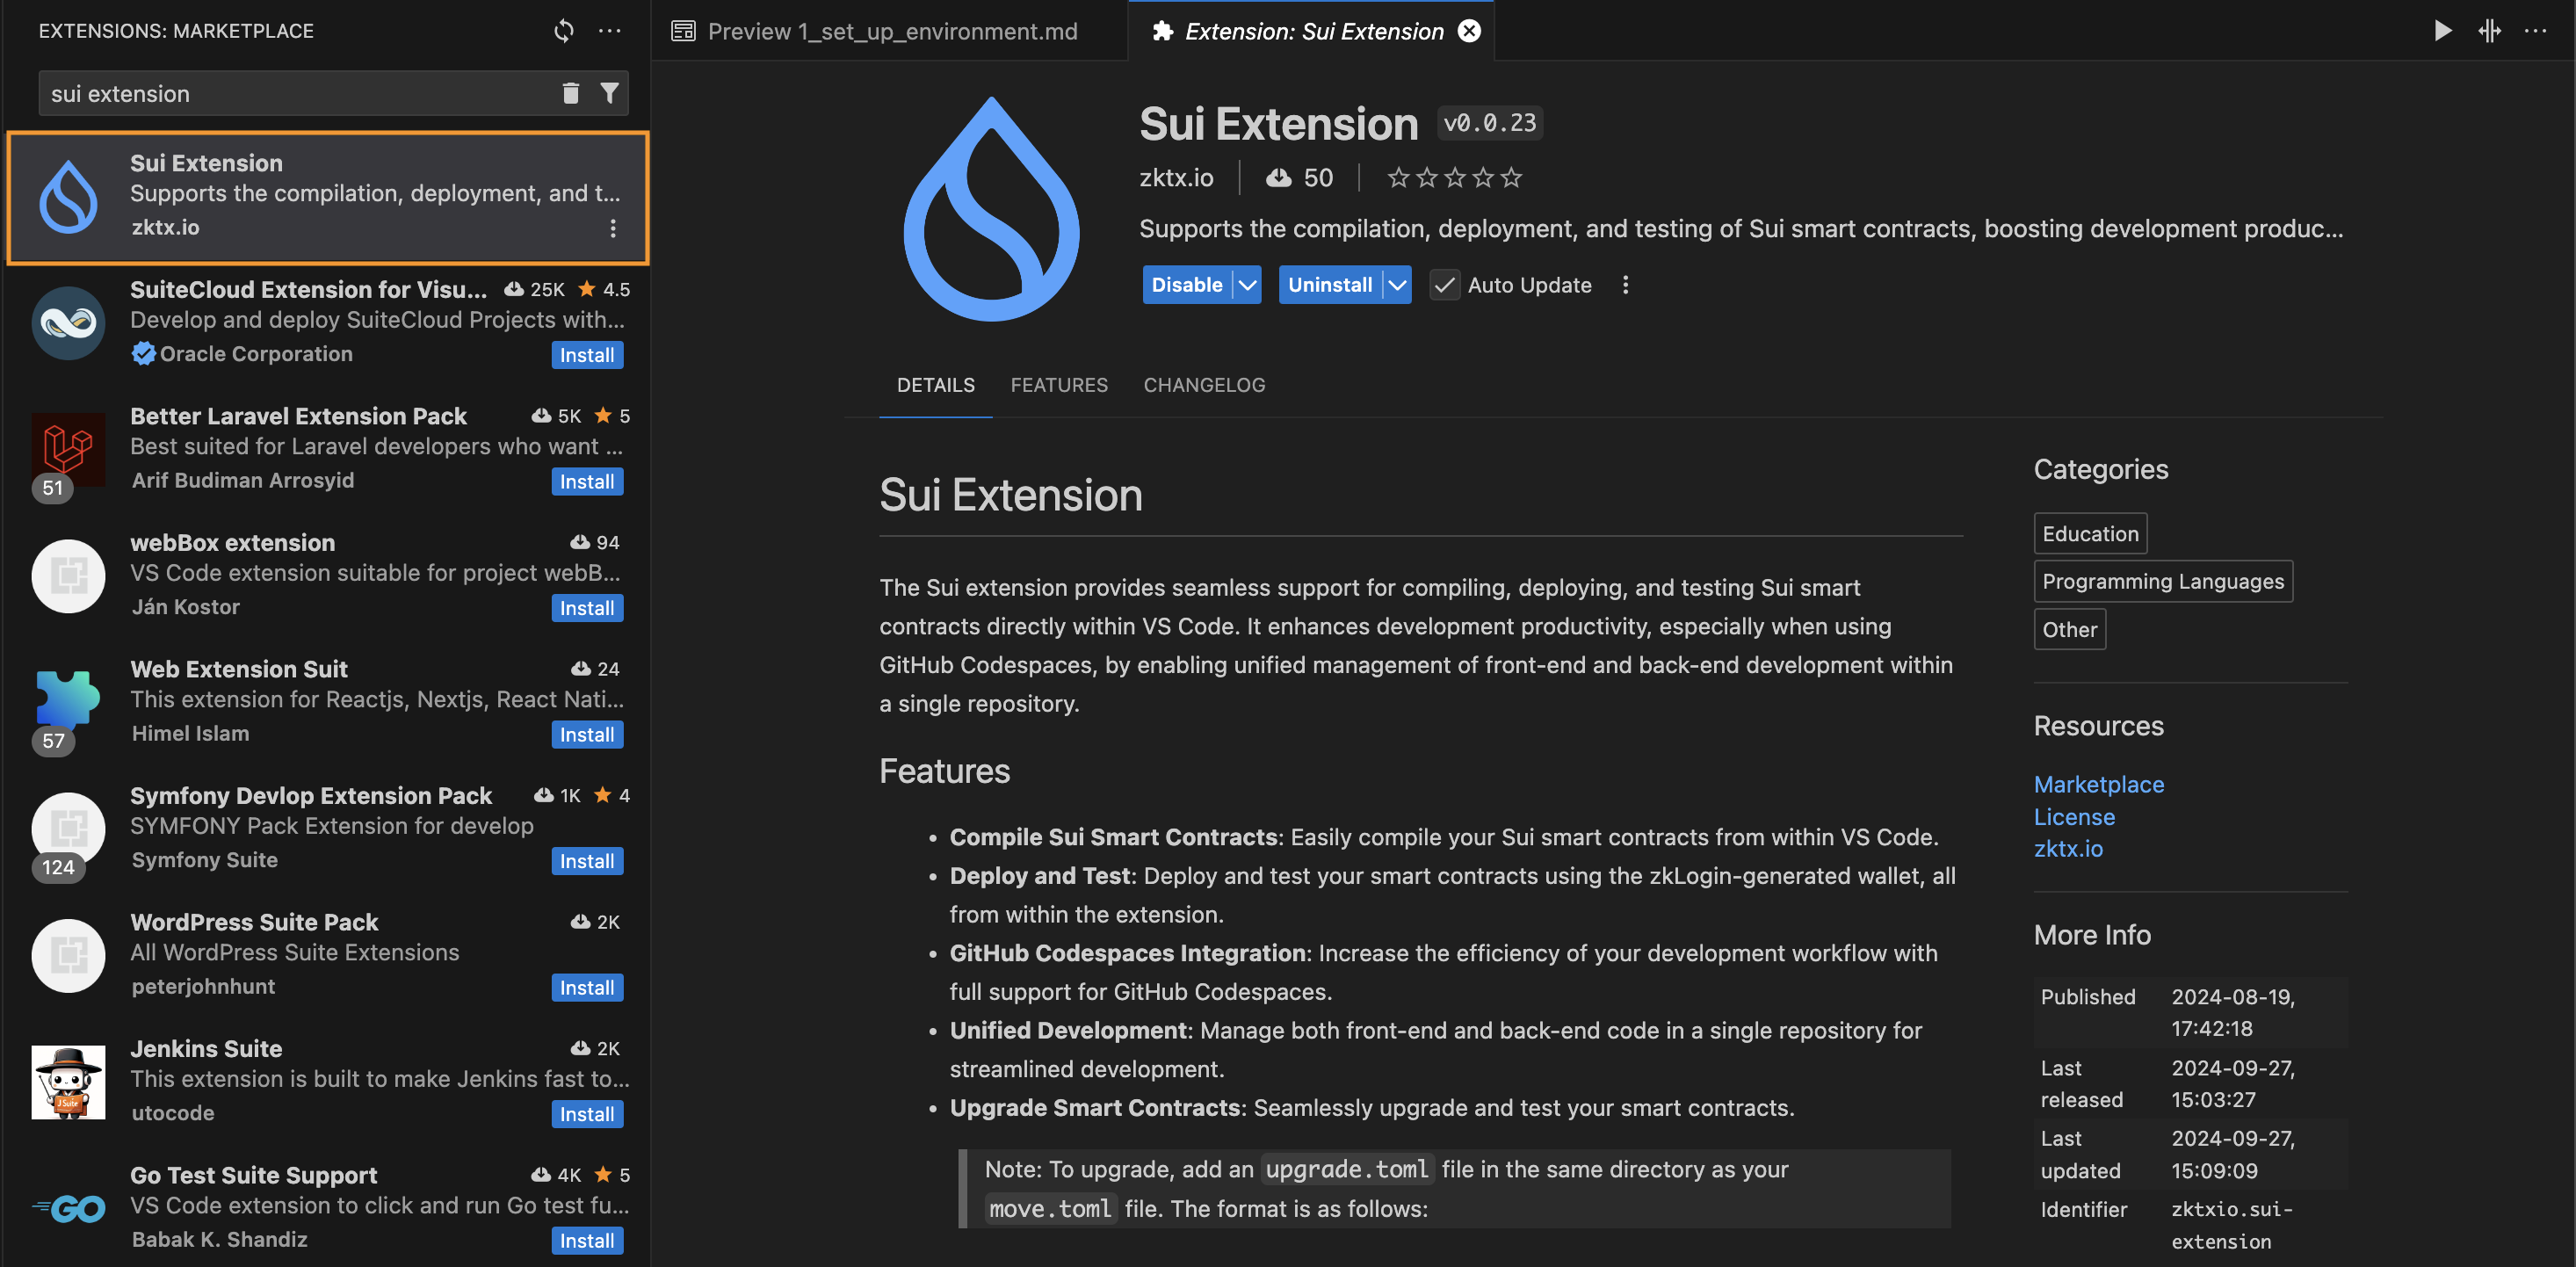 EXTENSIONS: MARKETPLACE
sui extension
Sui Extension
Supports the compilation, deployment, and t...
zktx.io
SuiteCloud Extension for Visu... 25K 4.5
Develop and deploy SuiteCloud Projects with...
Oracle Corporation Install
Better Laravel Extension Pack 5K 5
Best suited for Laravel developers who want ...
51 Arif Budiman Arrosyid Install
webBox extension 94
VS Code extension suitable for project webB...
Ján Kostor Install
Web Extension Suit 24
This extension for Reactjs, Nextjs, React Nati...
57 Himel Islam Install
Symfony Devlop Extension Pack 1K 4
SYMFONY Pack Extension for develop
124 Symfony Suite Install
WordPress Suite Pack 2K
All WordPress Suite Extensions
peterjohnhunt Install
Jenkins Suite 2K
This extension is built to make Jenkins fast to...
J Suite
utocode Install
Go Test Suite Support 4K 5
GO VS Code extension to click and run Go test fu...
Babak K. Shandiz Install
Preview 1_set_up_environment.md Extension: Sui Extension
Sui Extension v0.0.23
zktx.io 50
Supports the compilation, deployment, and testing of Sui smart contracts, boosting development produc...
Disable Uninstall Auto Update
DETAILS FEATURES CHANGELOG
Sui Extension
The Sui extension provides seamless support for compiling, deploying, and testing Sui smart
contracts directly within VS Code. It enhances development productivity, especially when using
GitHub Codespaces, by enabling unified management of front-end and back-end development within
a single repository.
Features
• Compile Sui Smart Contracts: Easily compile your Sui smart contracts from within VS Code.
• Deploy and Test: Deploy and test your smart contracts using the zkLogin-generated wallet, all
from within the extension.
• GitHub Codespaces Integration: Increase the efficiency of your development workflow with
full support for GitHub Codespaces.
• Unified Development: Manage both front-end and back-end code in a single repository for
streamlined development.
• Upgrade Smart Contracts: Seamlessly upgrade and test your smart contracts.
Note: To upgrade, add an upgrade.toml file in the same directory as your
move.toml file. The format is as follows:
Categories
Education
Programming Languages
Other
Resources
Marketplace
License
zktx.io
More Info
Published 2024-08-19,
17:42:18
Last 2024-09-27,
released 15:03:27
Last 2024-09-27,
updated 15:09:09
Identifier zktxio.sui-
extension